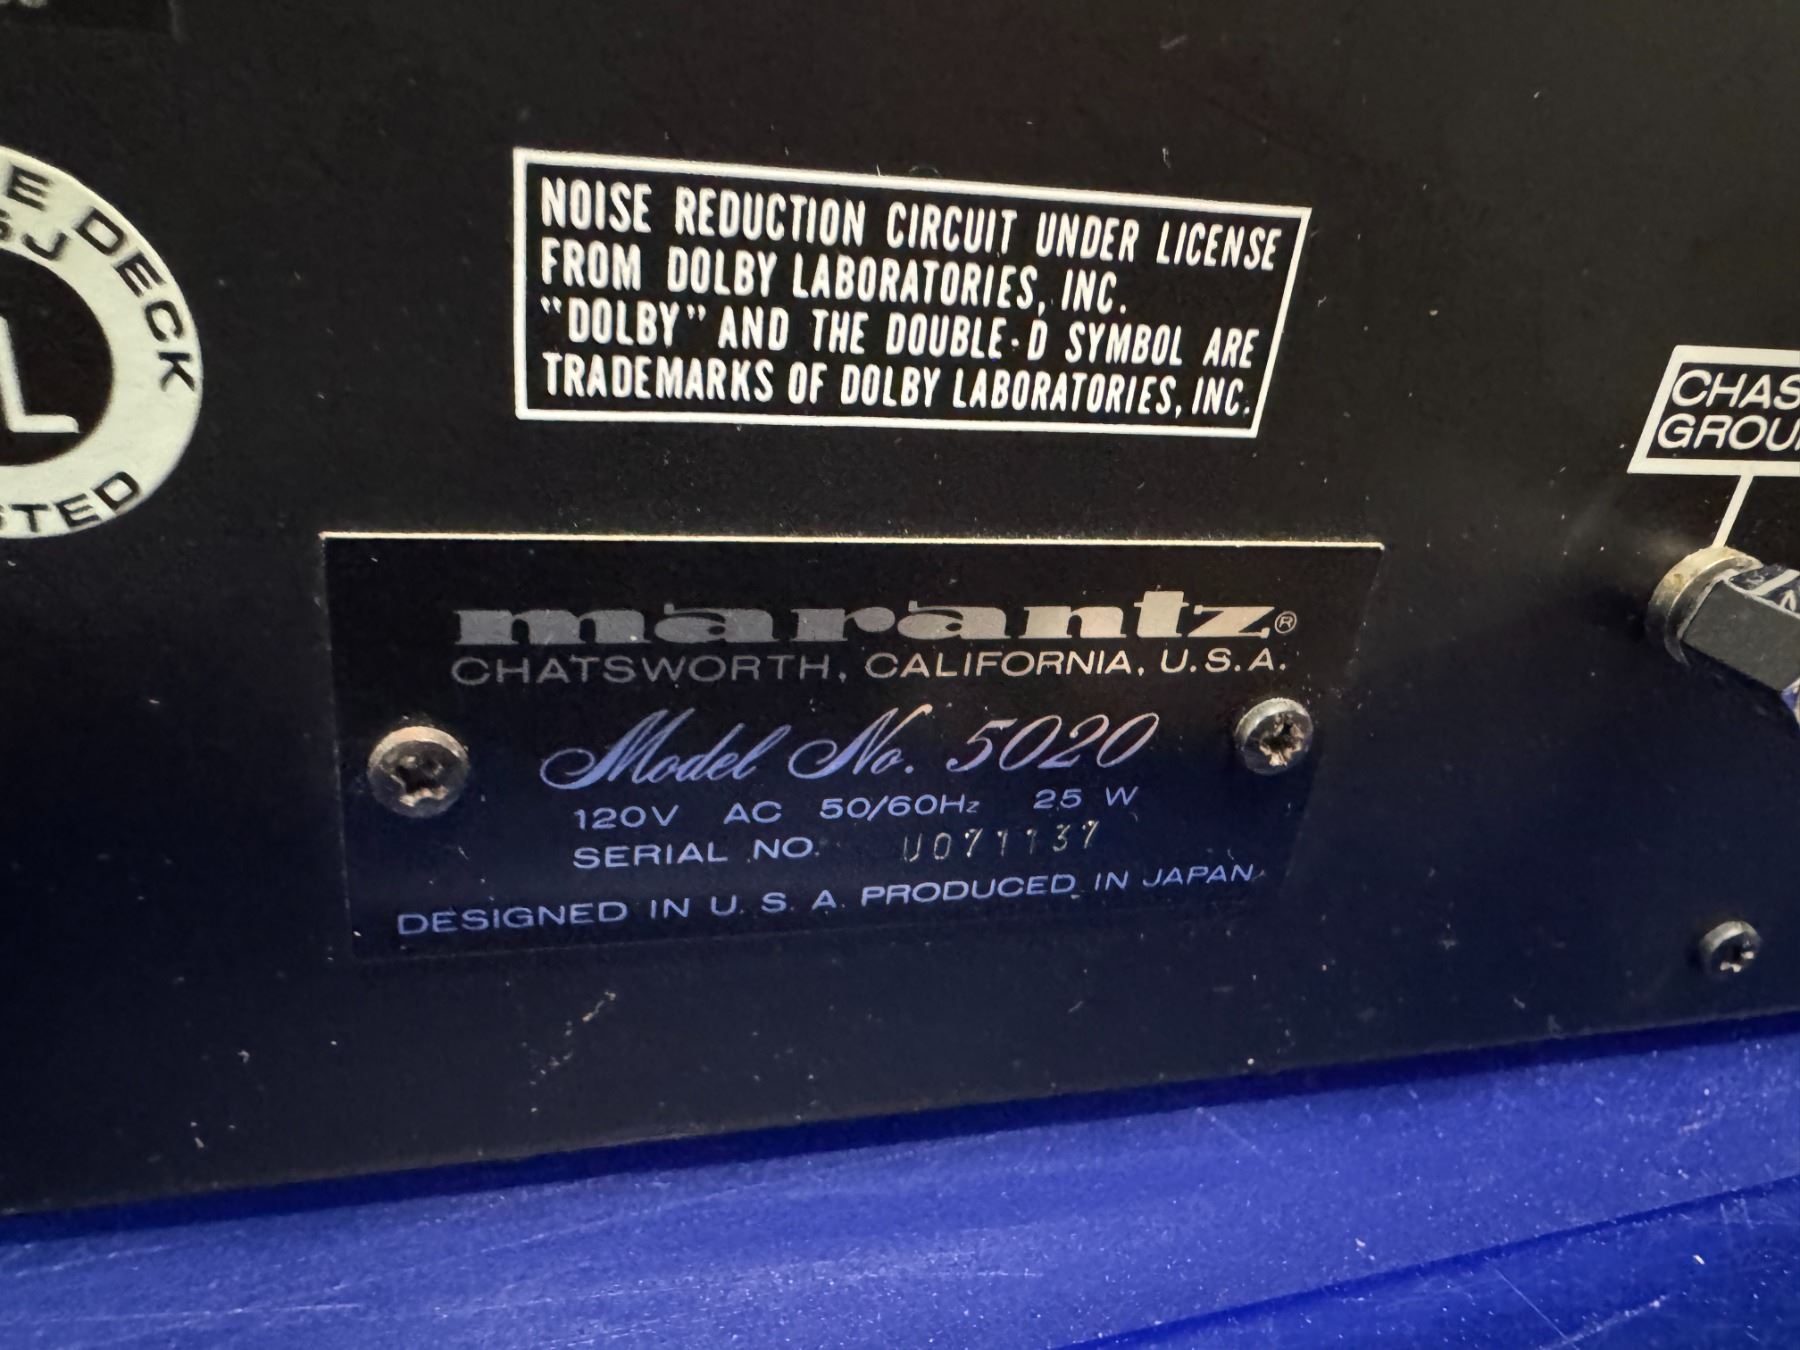 E DECK
L
STED
NOISE REDUCTION CIRCUIT UNDER LICENSE
FROM DOLBY LABORATORIES, INC.
"DOLBY" AND THE DOUBLE-D SYMBOL ARE
TRADEMARKS OF DOLBY LABORATORIES, INC.
CHAS
GROU
marantz®
CHATSWORTH, CALIFORNIA, U.S.A.
Model No. 5020
120V AC 50/60Hz 25 W
SERIAL NO. U071137
DESIGNED IN U. S. A. PRODUCED IN JAPAN